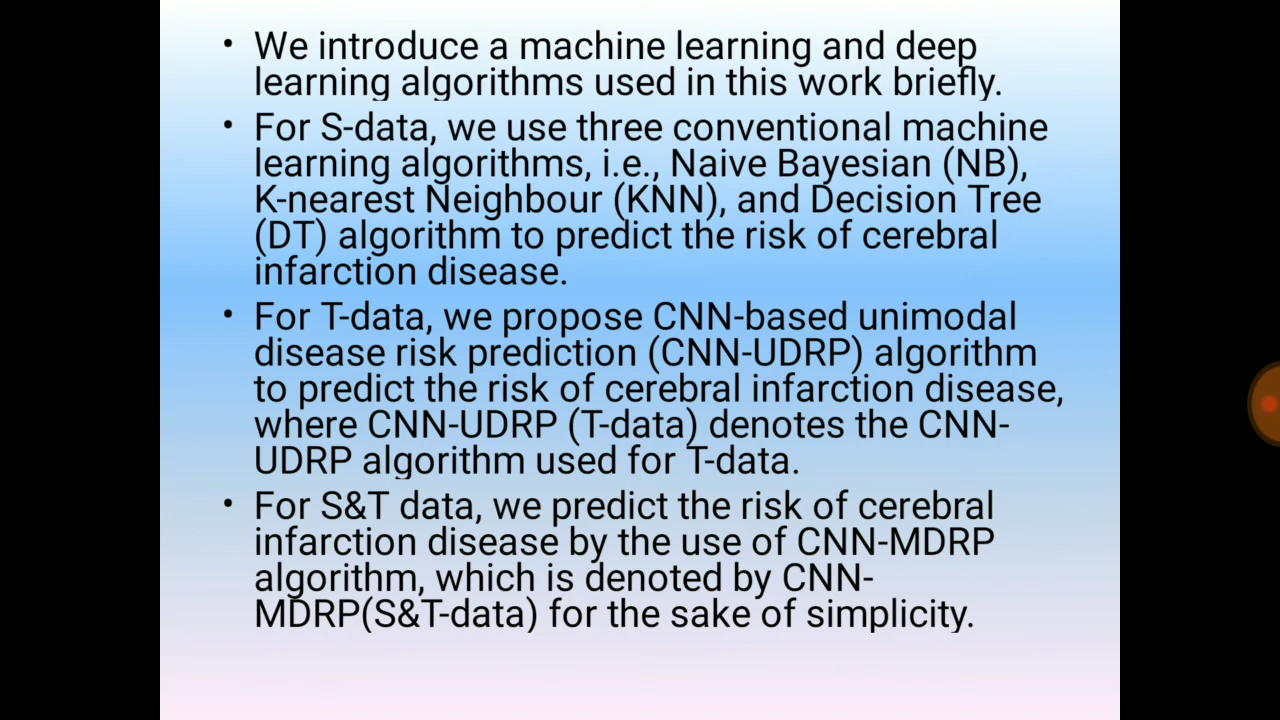 • We introduce a machine learning and deep
learning algorithms used in this work briefly.
• For S-data, we use three conventional machine
learning algorithms, i.e., Naive Bayesian (NB),
K-nearest Neighbour (KNN), and Decision Tree
(DT) algorithm to predict the risk of cerebral
infarction disease.
• For T-data, we propose CNN-based unimodal
disease risk prediction (CNN-UDRP) algorithm
to predict the risk of cerebral infarction disease,
where CNN-UDRP (T-data) denotes the CNN-
UDRP algorithm used for T-data.
• For S&T data, we predict the risk of cerebral
infarction disease by the use of CNN-MDRP
algorithm, which is denoted by CNN-
MDRP(S&T-data) for the sake of simplicity.